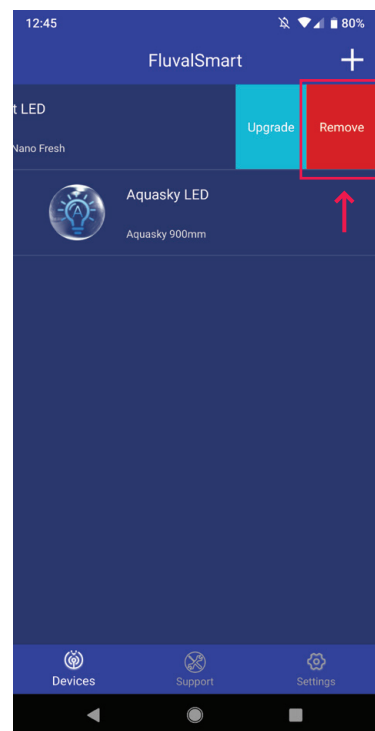 12:45
80%
FluvalSmart
t LED
Nano Fresh
Upgrade
Remove
Aquasky LED
Aquasky 900mm
Devices
Support
Settings